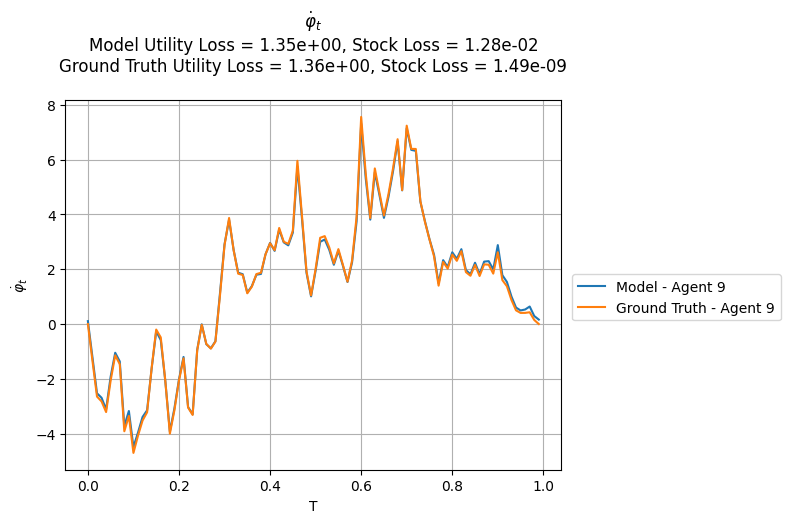 φ̇ₜ
Model Utility Loss = 1.35e+00, Stock Loss = 1.28e-02
Ground Truth Utility Loss = 1.36e+00, Stock Loss = 1.49e-09
8
6
4
2
0
−2
−4
φ̇ₜ
0.0
0.2
0.4
0.6
0.8
1.0
T
Model - Agent 9
Ground Truth - Agent 9